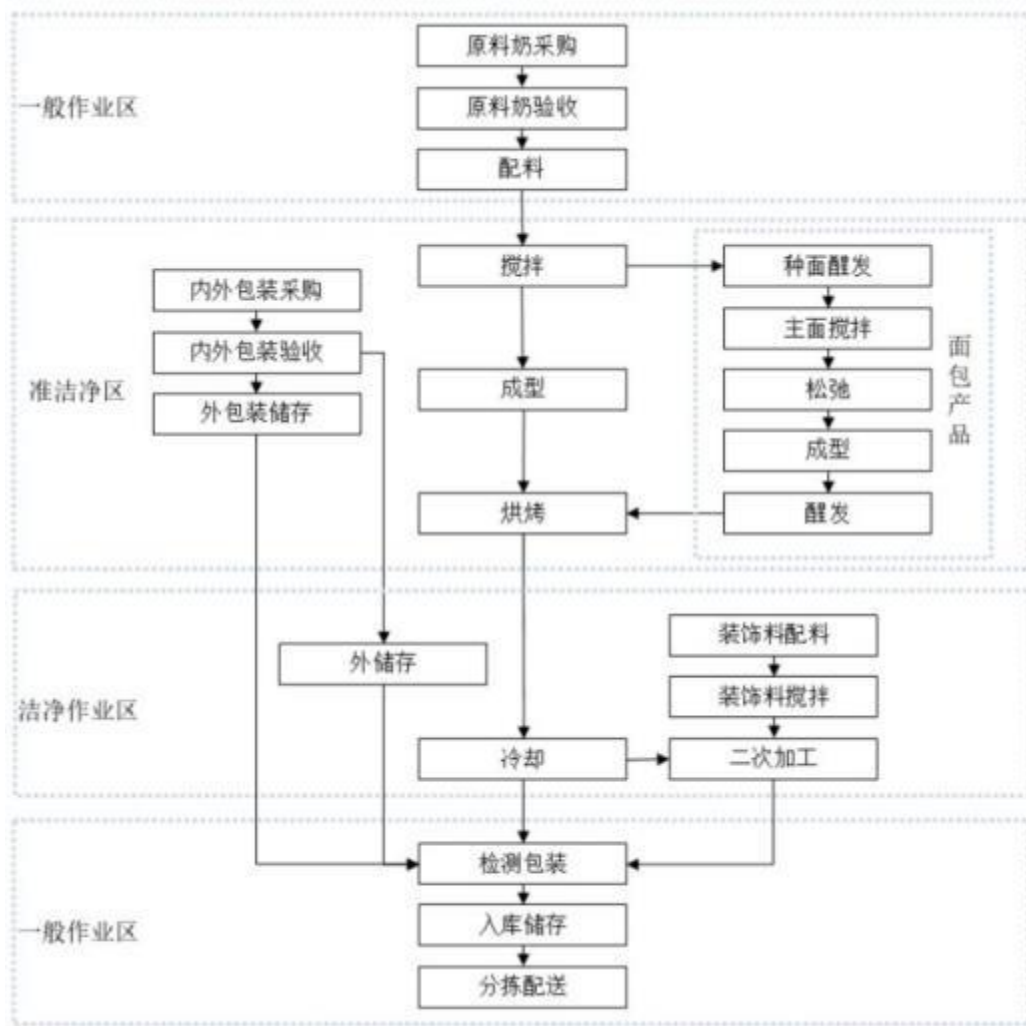 一般作业区
原料奶采购
原料奶验收
配料
准洁净区
内外包装采购
内外包装验收
外包装储存
搅拌
成型
烘烤
种面醒发
主面搅拌
松弛
成型
醒发
面包产品
洁净作业区
外储存
冷却
装饰料配料
装饰料搅拌
二次加工
一般作业区
检测包装
入库储存
分拣配送